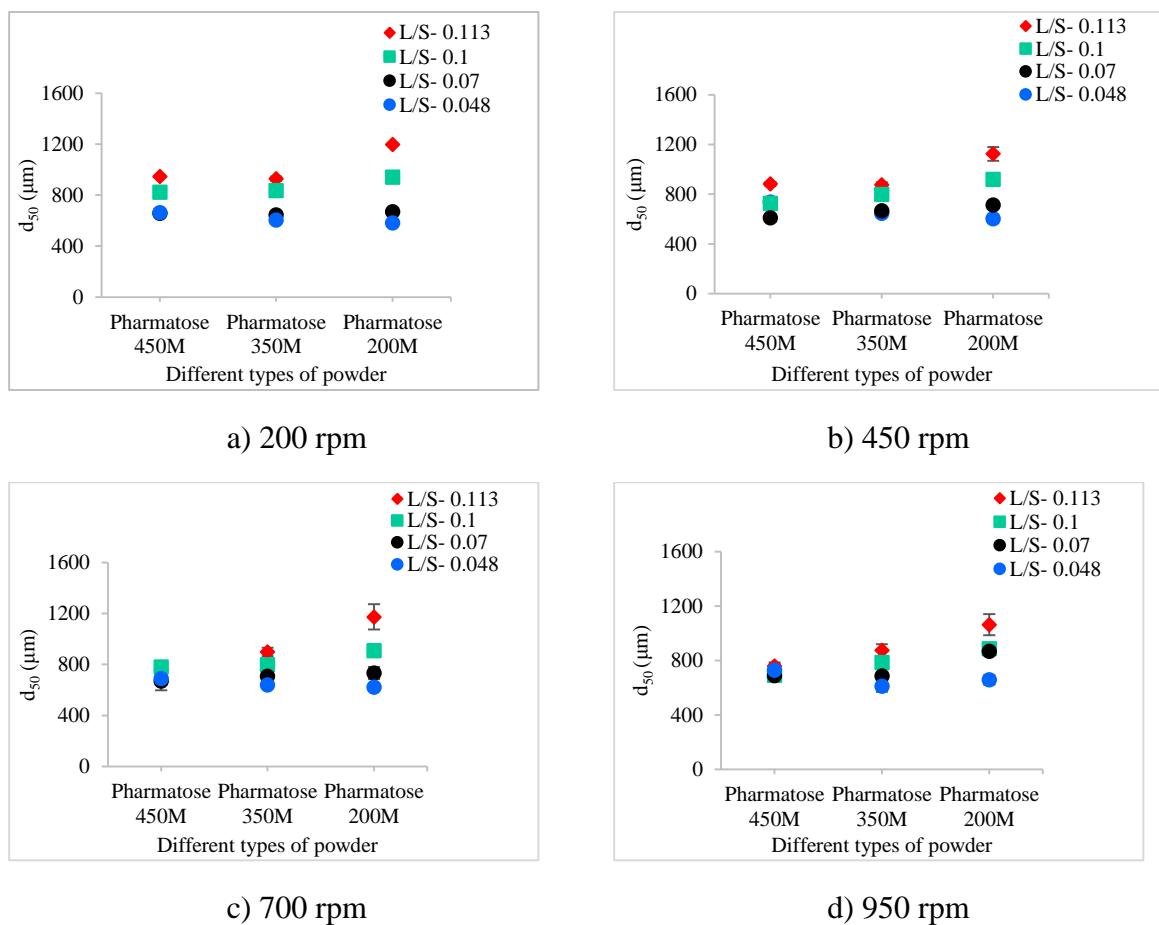 L/S- 0.113
L/S- 0.1
L/S- 0.07
L/S- 0.048
1600
1200
800
400
0
d50 (μm)
Pharmatose 450M
Pharmatose 350M
Pharmatose 200M
Different types of powder
a) 200 rpm
L/S- 0.113
L/S- 0.1
L/S- 0.07
L/S- 0.048
1600
1200
800
400
0
d50 (μm)
Pharmatose 450M
Pharmatose 350M
Pharmatose 200M
Different types of powder
b) 450 rpm
L/S- 0.113
L/S- 0.1
L/S- 0.07
L/S- 0.048
1600
1200
800
400
0
d50 (μm)
Pharmatose 450M
Pharmatose 350M
Pharmatose 200M
Different types of powder
c) 700 rpm
L/S- 0.113
L/S- 0.1
L/S- 0.07
L/S- 0.048
1600
1200
800
400
0
d50 (μm)
Pharmatose 450M
Pharmatose 350M
Pharmatose 200M
Different types of powder
d) 950 rpm